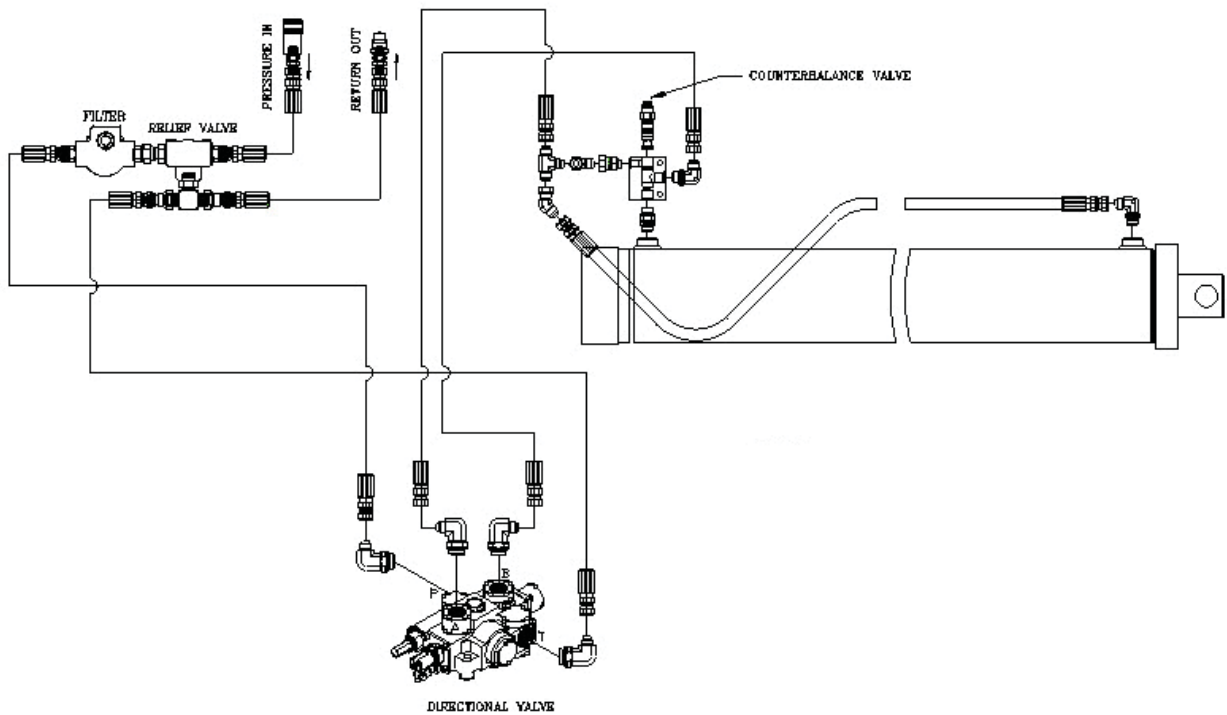 PRESSURE IN
RETURN OUT
COUNTERBALANCE VALVE
FILTER
RELIEF VALVE
P
B
A
T
DIRECTIONAL VALVE